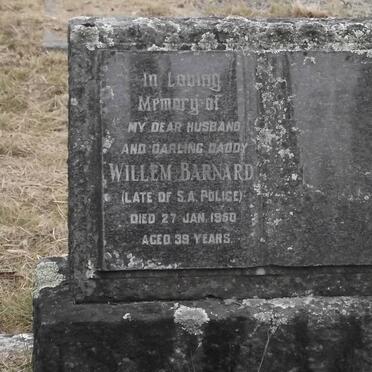 In Loving
Memory of
MY DEAR HUSBAND
AND DARLING DADDY
WILLEM BARNARD
(LATE OF S.A. POLICE)
DIED 27 JAN. 1950
AGED 39 YEARS.